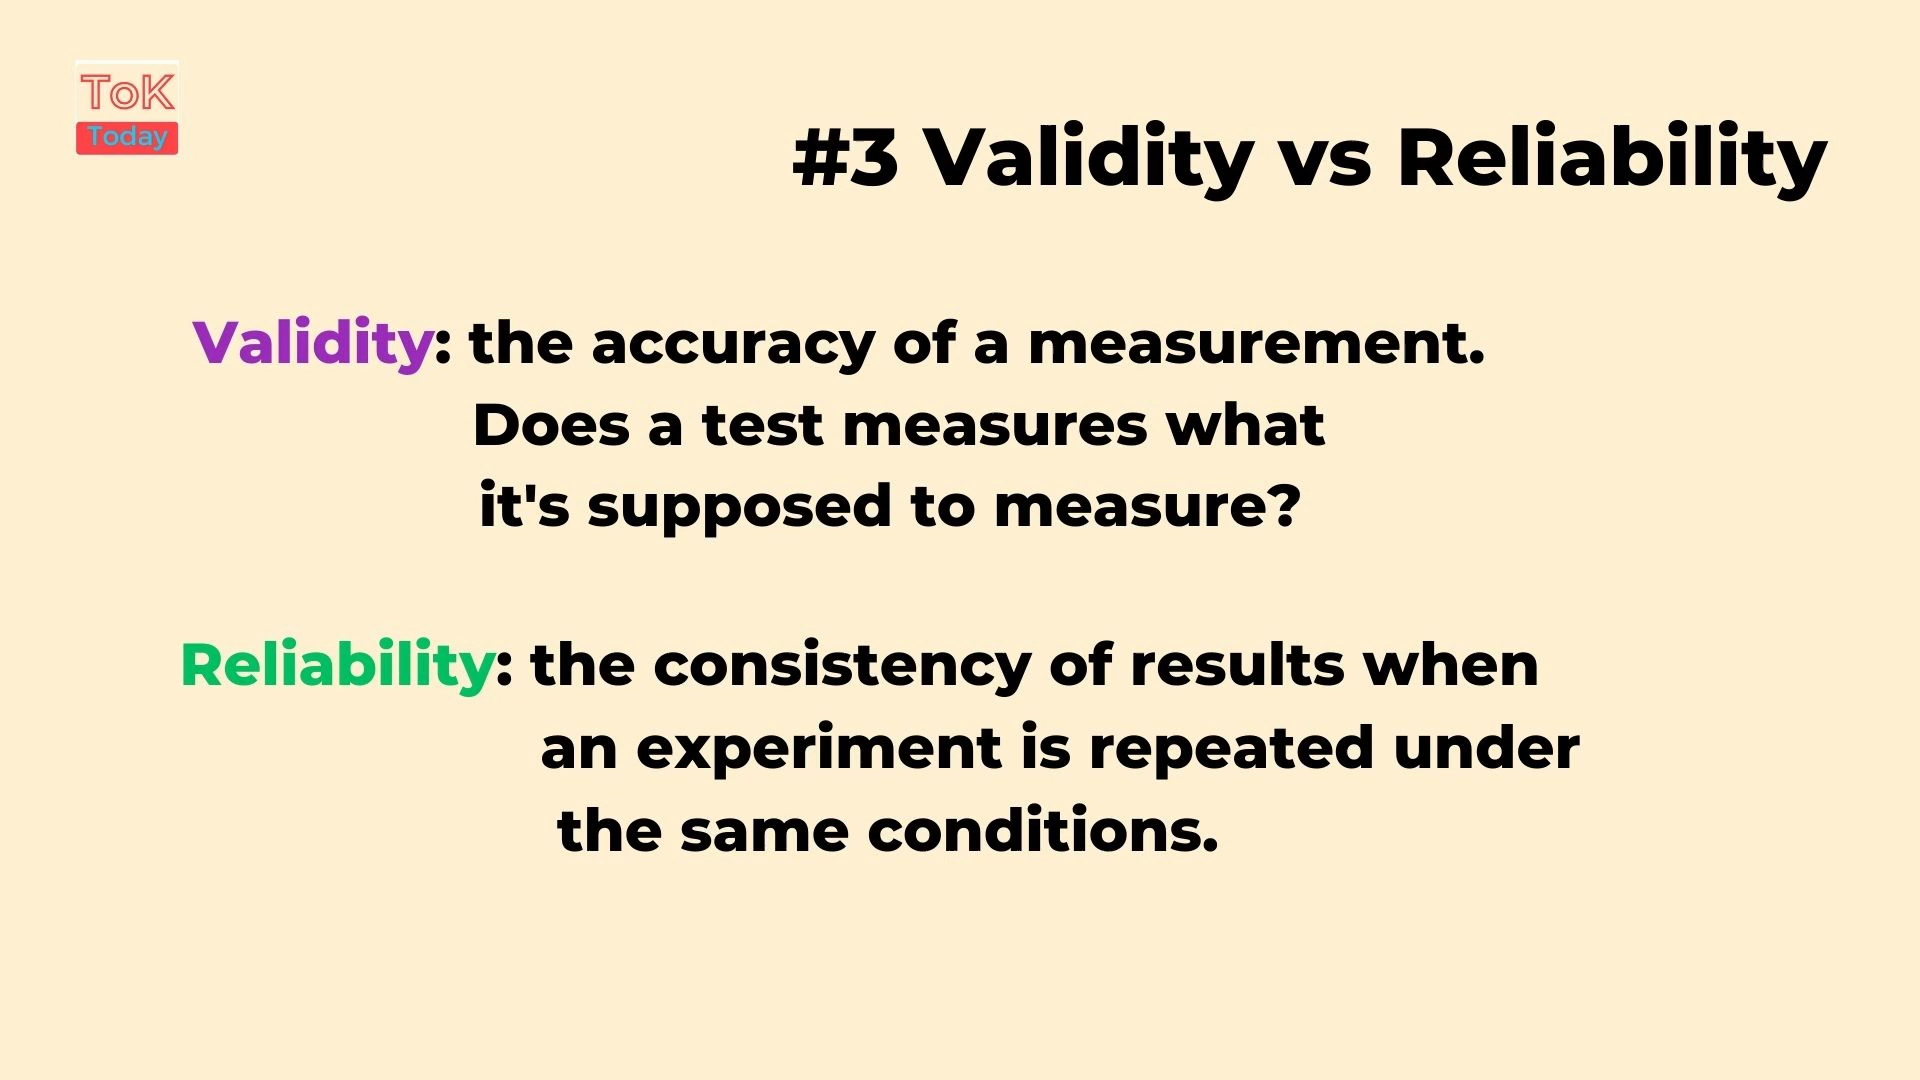 ToK
Today
#3 Validity vs Reliability
Validity: the accuracy of a measurement.
Does a test measures what
it's supposed to measure?
Reliability: the consistency of results when
an experiment is repeated under
the same conditions.